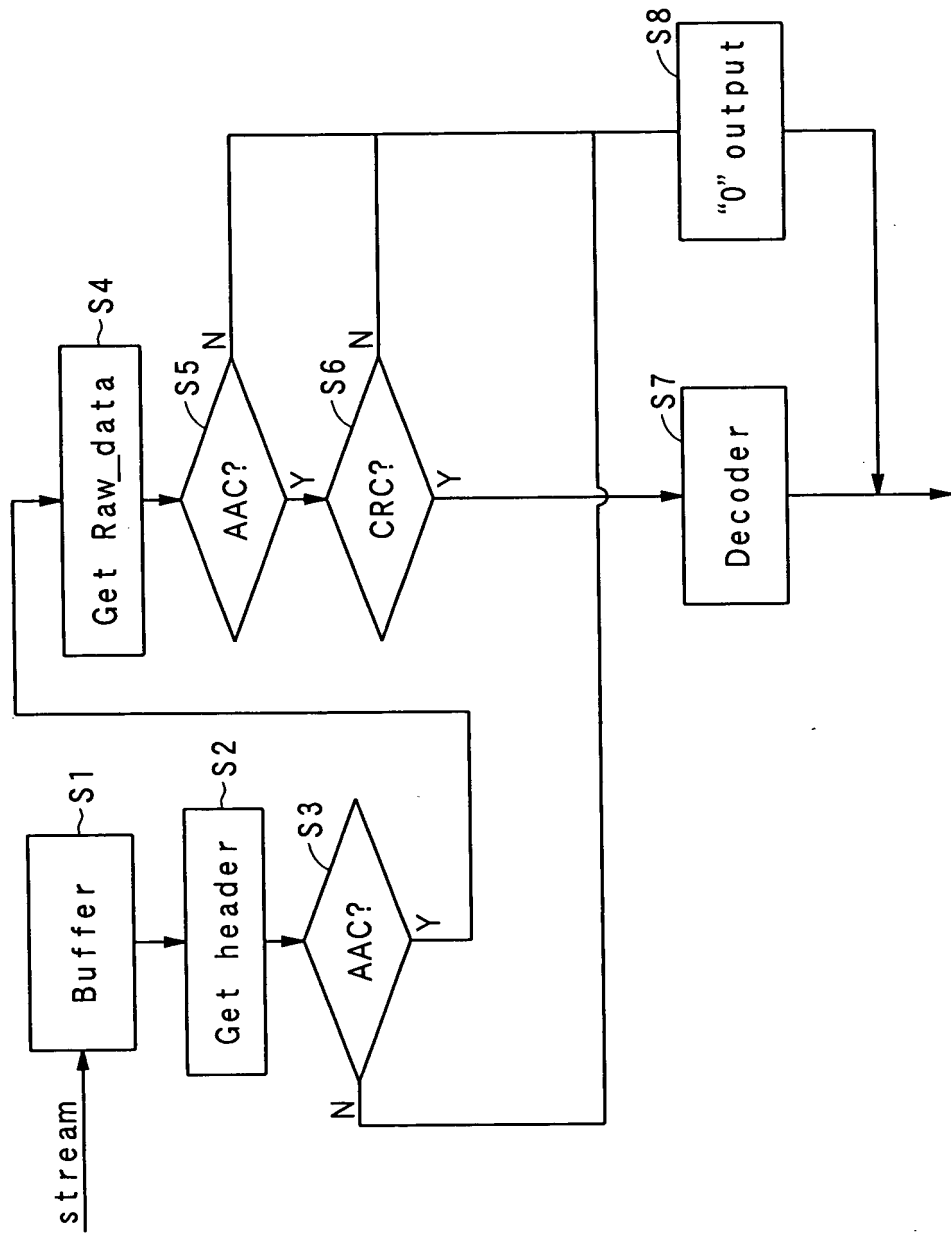 stream
Buffer
S1
Get header
S2
AAC?
S3
N
Y
Get Raw_data
S4
AAC?
S5
N
Y
CRC?
S6
N
Y
Decoder
S7
"0" output
S8